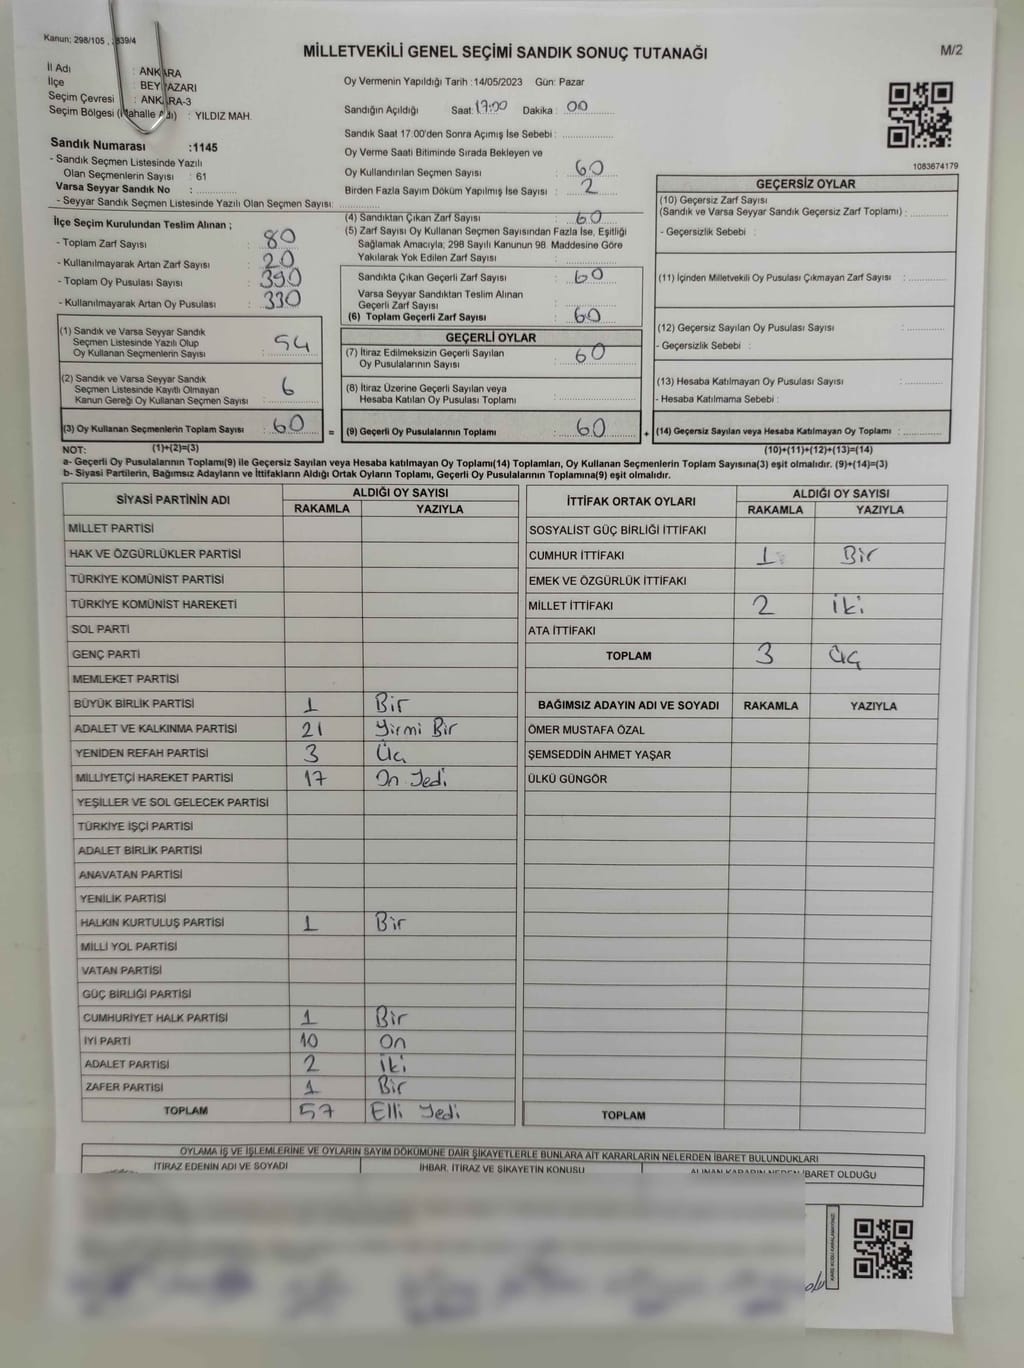 Kanun: 298/105
MİLLETVEKİLİ GENEL SEÇİMİ SANDIK SONUÇ TUTANAĞI
M/2
İl Adı : ANKARA
İlçe : BEYPAZARI
Seçim Çevresi : ANKARA-3
Seçim Bölgesi (Mahalle Adı) : YILDIZ MAH.
Oy Vermenin Yapıldığı Tarih :14/05/2023 Gün: Pazar
Sandığın Açıldığı Saat: 17:00 Dakika : 00
Sandık Saat 17.00'den Sonra Açımış İse Sebebi :
Sandık Numarası :1145
- Sandık Seçmen Listesinde Yazılı
Olan Seçmenlerin Sayısı : 61
Varsa Seyyar Sandık No :
- Seyyar Sandık Seçmen Listesinde Yazılı Olan Seçmen Sayısı:
Oy Verme Saati Bitiminde Sırada Bekleyen ve
Oy Kullandırılan Seçmen Sayısı : 60
Birden Fazla Sayım Döküm Yapılmış İse Sayısı : 2
1083674179
İlçe Seçim Kurulundan Teslim Alınan ;
- Toplam Zarf Sayısı : 80
- Kullanılmayarak Artan Zarf Sayısı : 20
- Toplam Oy Pusulası Sayısı : 390
- Kullanılmayarak Artan Oy Pusulası : 330
(4) Sandıktan Çıkan Zarf Sayısı : 60
(5) Zarf Sayısı Oy Kullanan Seçmen Sayısından Fazla İse, Eşitliği
Sağlamak Amacıyla; 298 Sayılı Kanunun 98. Maddesine Göre
Yakılarak Yok Edilen Zarf Sayısı :
Sandıkta Çıkan Geçerli Zarf Sayısı : 60
Varsa Seyyar Sandıktan Teslim Alınan
Geçerli Zarf Sayısı :
(6) Toplam Geçerli Zarf Sayısı : 60
GEÇERSİZ OYLAR
(10) Geçersiz Zarf Sayısı
(Sandık ve Varsa Seyyar Sandık Geçersiz Zarf Toplamı) :
- Geçersizlik Sebebi :
(11) İçinden Milletvekili Oy Pusulası Çıkmayan Zarf Sayısı :
(12) Geçersiz Sayılan Oy Pusulası Sayısı :
- Geçersizlik Sebebi :
(13) Hesaba Katılmayan Oy Pusulası Sayısı :
- Hesaba Katılmama Sebebi :
(1) Sandık ve Varsa Seyyar Sandık
Seçmen Listesinde Yazılı Olup
Oy Kullanan Seçmenlerin Sayısı : 54
(2) Sandık ve Varsa Seyyar Sandık
Seçmen Listesinde Kayıtlı Olmayan
Kanun Gereği Oy Kullanan Seçmen Sayısı : 6
GEÇERLİ OYLAR
(7) İtiraz Edilmeksizin Geçerli Sayılan
Oy Pusulalarının Sayısı : 60
(8) İtiraz Üzerine Geçerli Sayılan veya
Hesaba Katılan Oy Pusulası Toplamı :
(3) Oy Kullanan Seçmenlerin Toplam Sayısı : 60 = (9) Geçerli Oy Pusulalarının Toplamı : 60 + (14) Geçersiz Sayılan veya Hesaba Katılmayan Oy Toplamı :
NOT: (1)+(2)=(3) (10)+(11)+(12)+(13)=(14)
a- Geçerli Oy Pusulalarının Toplamı(9) ile Geçersiz Sayılan veya Hesaba katılmayan Oy Toplamı(14) Toplamları, Oy Kullanan Seçmenlerin Toplam Sayısına(3) eşit olmalıdır. (9)+(14)=(3)
b- Siyasi Partilerin, Bağımsız Adayların ve İttifakların Aldığı Ortak Oyların Toplamı, Geçerli Oy Pusulalarının Toplamına(9) eşit olmalıdır.
SİYASİ PARTİNİN ADI ALDIĞI OY SAYISI
RAKAMLA YAZIYLA
MİLLET PARTİSİ
HAK VE ÖZGÜRLÜKLER PARTİSİ
TÜRKİYE KOMÜNİST PARTİSİ
TÜRKİYE KOMÜNİST HAREKETİ
SOL PARTİ
GENÇ PARTİ
MEMLEKET PARTİSİ
BÜYÜK BİRLİK PARTİSİ 1 Bir
ADALET VE KALKINMA PARTİSİ 21 Yirmi Bir
YENİDEN REFAH PARTİSİ 3 Üç
MİLLİYETÇİ HAREKET PARTİSİ 17 On Yedi
YEŞİLLER VE SOL GELECEK PARTİSİ
TÜRKİYE İŞÇİ PARTİSİ
ADALET BİRLİK PARTİSİ
ANAVATAN PARTİSİ
YENİLİK PARTİSİ
HALKIN KURTULUŞ PARTİSİ 1 Bir
MİLLİ YOL PARTİSİ
VATAN PARTİSİ
GÜÇ BİRLİĞİ PARTİSİ
CUMHURİYET HALK PARTİSİ 1 Bir
İYİ PARTİ 10 On
ADALET PARTİSİ 2 İki
ZAFER PARTİSİ 1 Bir
TOPLAM 57 Elli Yedi
İTTİFAK ORTAK OYLARI ALDIĞI OY SAYISI
RAKAMLA YAZIYLA
SOSYALİST GÜÇ BİRLİĞİ İTTİFAKI
CUMHUR İTTİFAKI 1 Bir
EMEK VE ÖZGÜRLÜK İTTİFAKI
MİLLET İTTİFAKI 2 İki
ATA İTTİFAKI
TOPLAM 3 Üç
BAĞIMSIZ ADAYIN ADI VE SOYADI RAKAMLA YAZIYLA
ÖMER MUSTAFA ÖZAL
ŞEMSEDDİN AHMET YAŞAR
ÜLKÜ GÜNGÖR
TOPLAM
OYLAMA İŞ VE İŞLEMLERİNE VE OYLARIN SAYIM DÖKÜMÜNE DAİR ŞİKAYETLERLE BUNLARA AİT KARARLARIN NELERDEN İBARET BULUNDUKLARI
İTİRAZ EDENİN ADI VE SOYADI İHBAR, İTİRAZ VE ŞİKAYETİN KONUSU ALINAN KARARIN NEDEN İBARET OLDUĞU